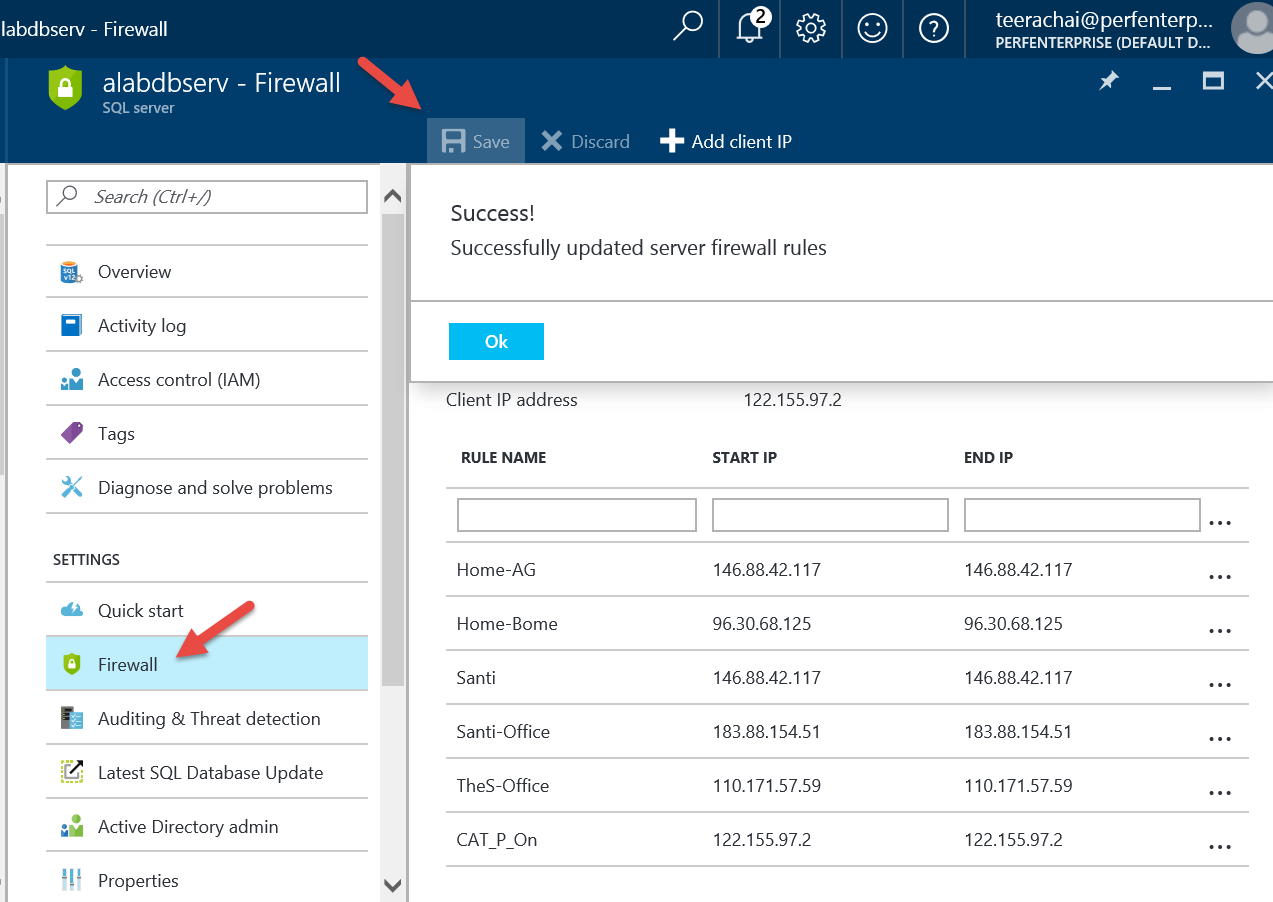 labdbserv - Firewall
2
teerachai@perfenterp...
PERFENTERPRISE (DEFAULT D...
alabdbserv - Firewall
SQL server
Save
Discard
Add client IP
Search (Ctrl+/)
Overview
Activity log
Access control (IAM)
Tags
Diagnose and solve problems
SETTINGS
Quick start
Firewall
Auditing & Threat detection
Latest SQL Database Update
Active Directory admin
Properties
Success!
Successfully updated server firewall rules
Ok
Client IP address 122.155.97.2
RULE NAME START IP END IP
...
Home-AG 146.88.42.117 146.88.42.117 ...
Home-Bome 96.30.68.125 96.30.68.125 ...
Santi 146.88.42.117 146.88.42.117 ...
Santi-Office 183.88.154.51 183.88.154.51 ...
TheS-Office 110.171.57.59 110.171.57.59 ...
CAT_P_On 122.155.97.2 122.155.97.2 ...